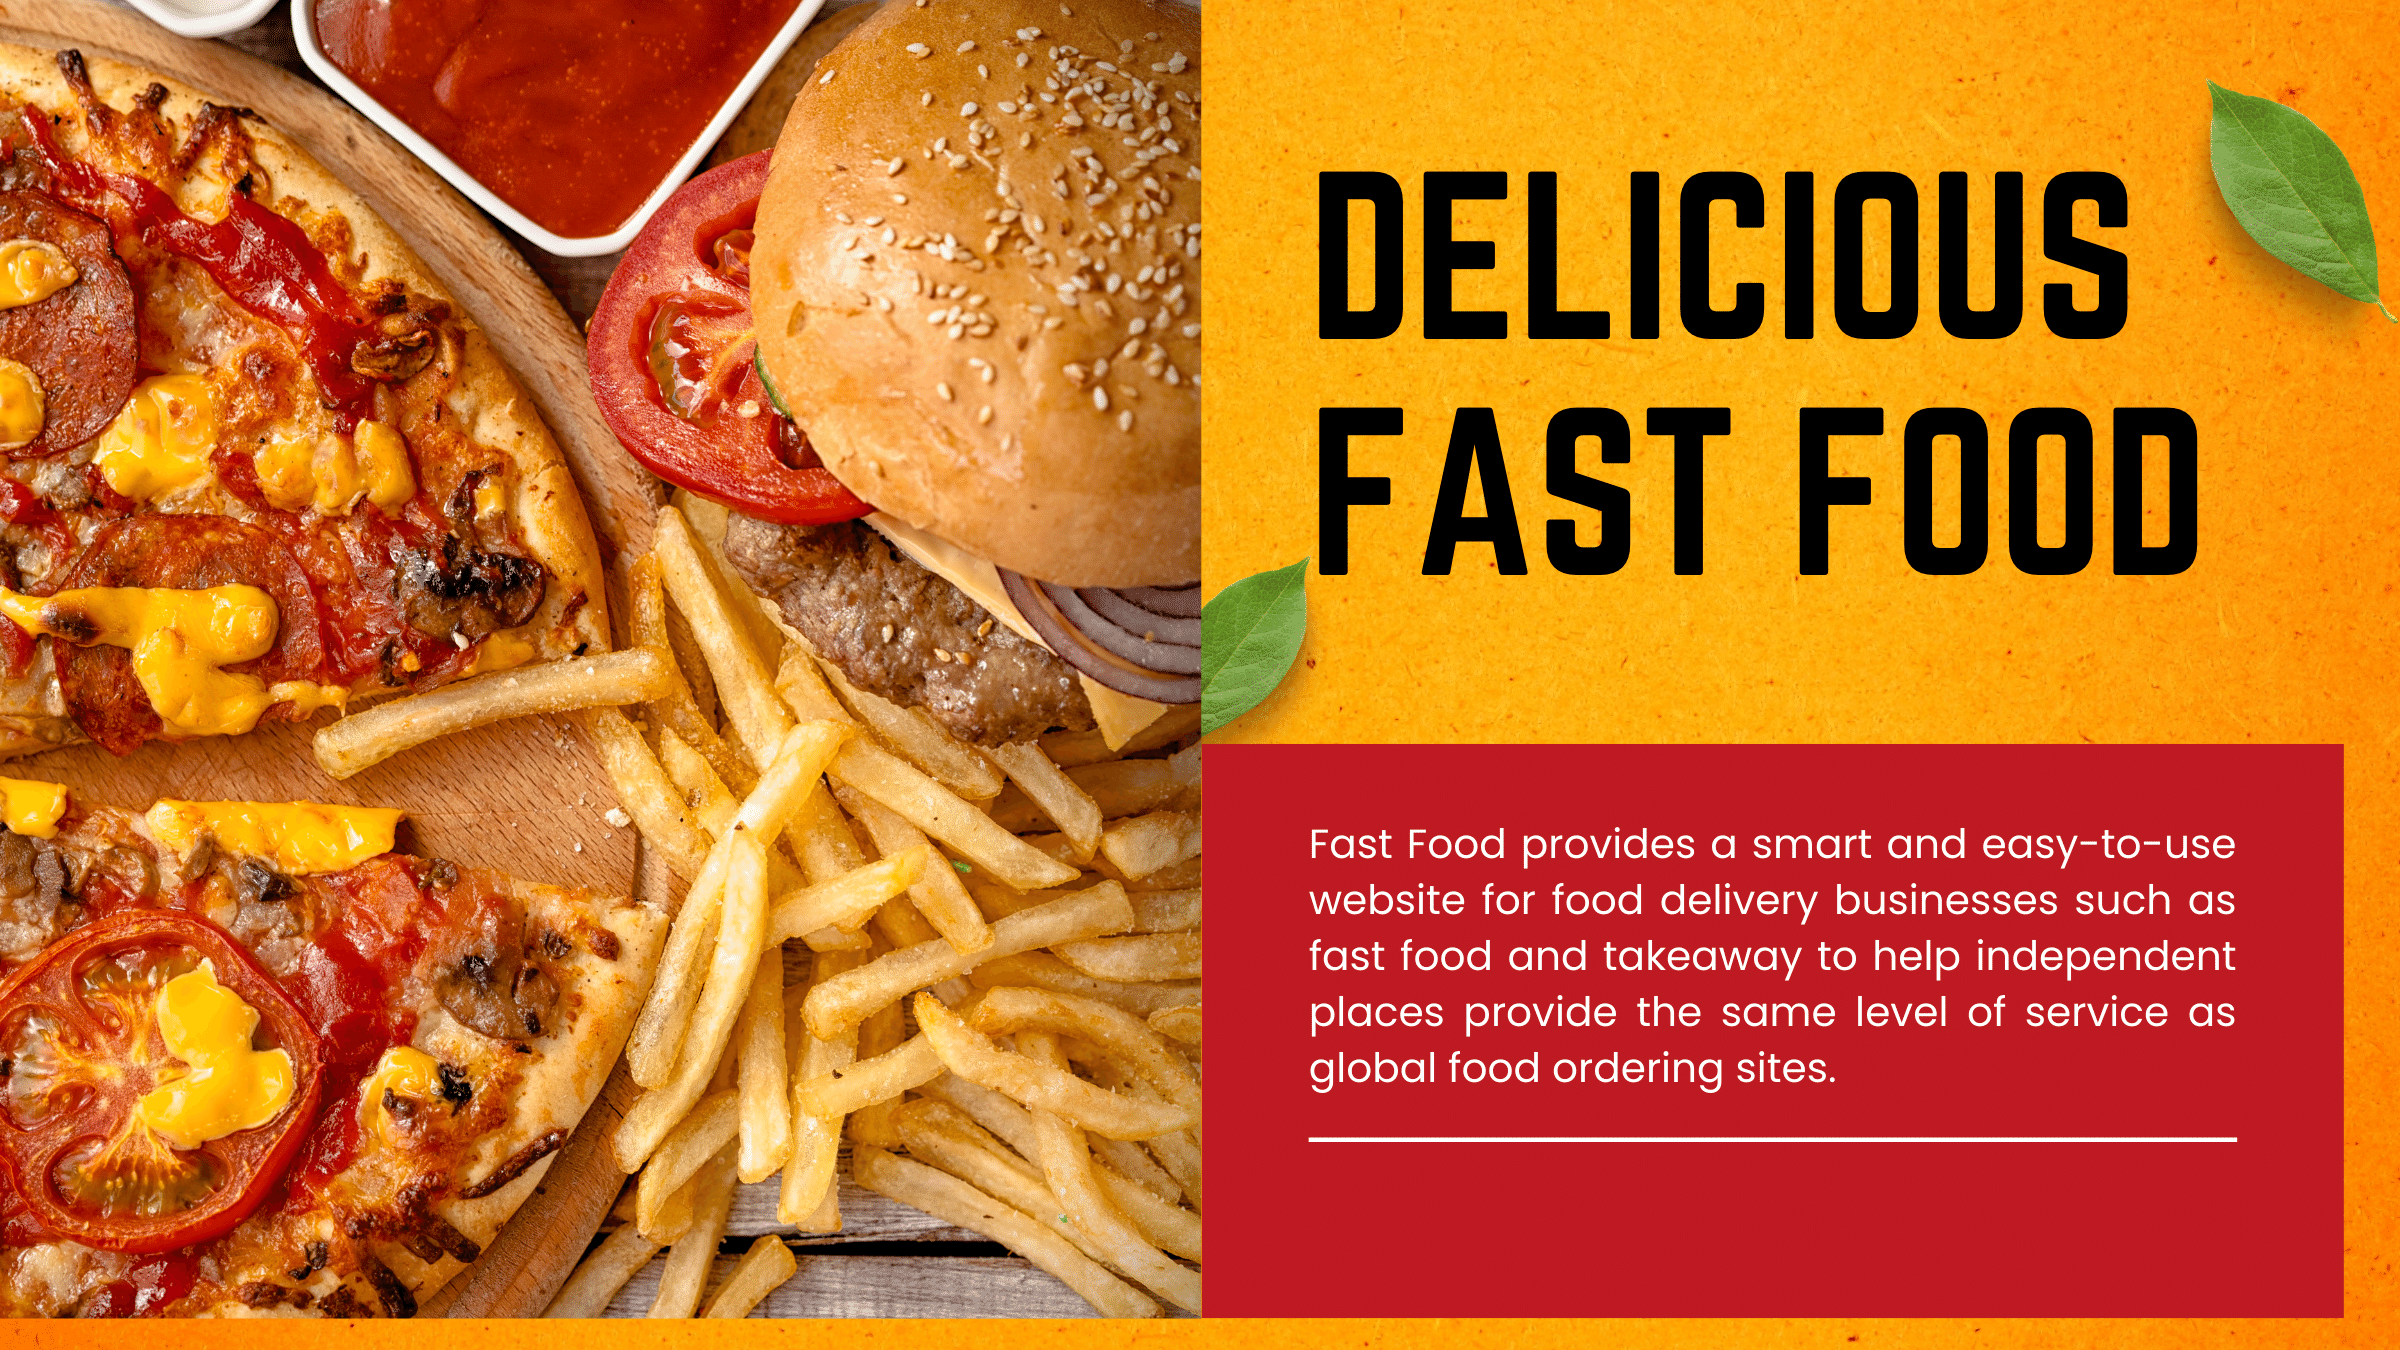 DELICIOUS
FAST FOOD
Fast Food provides a smart and easy-to-use
website for food delivery businesses such as
fast food and takeaway to help independent
places provide the same level of service as
global food ordering sites.